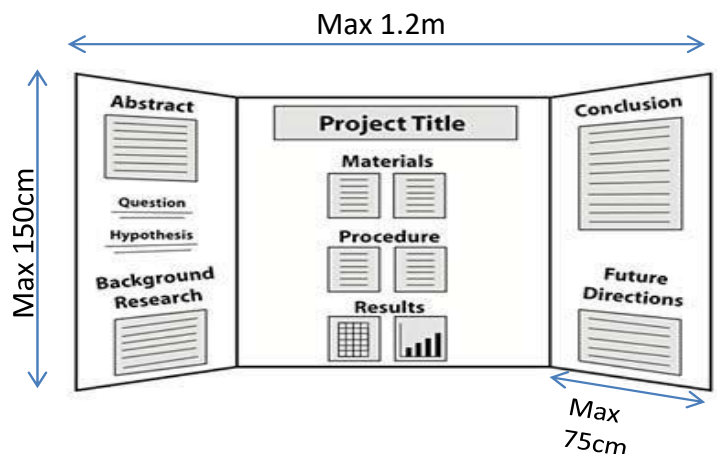 Max 1.2m
Max 150cm
Abstract
Question
Hypothesis
Background
Research
Project Title
Materials
Procedure
Results
Conclusion
Future
Directions
Max
75cm